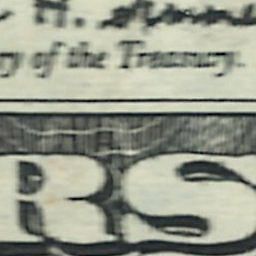 H.
ry of the Treasury.
RS